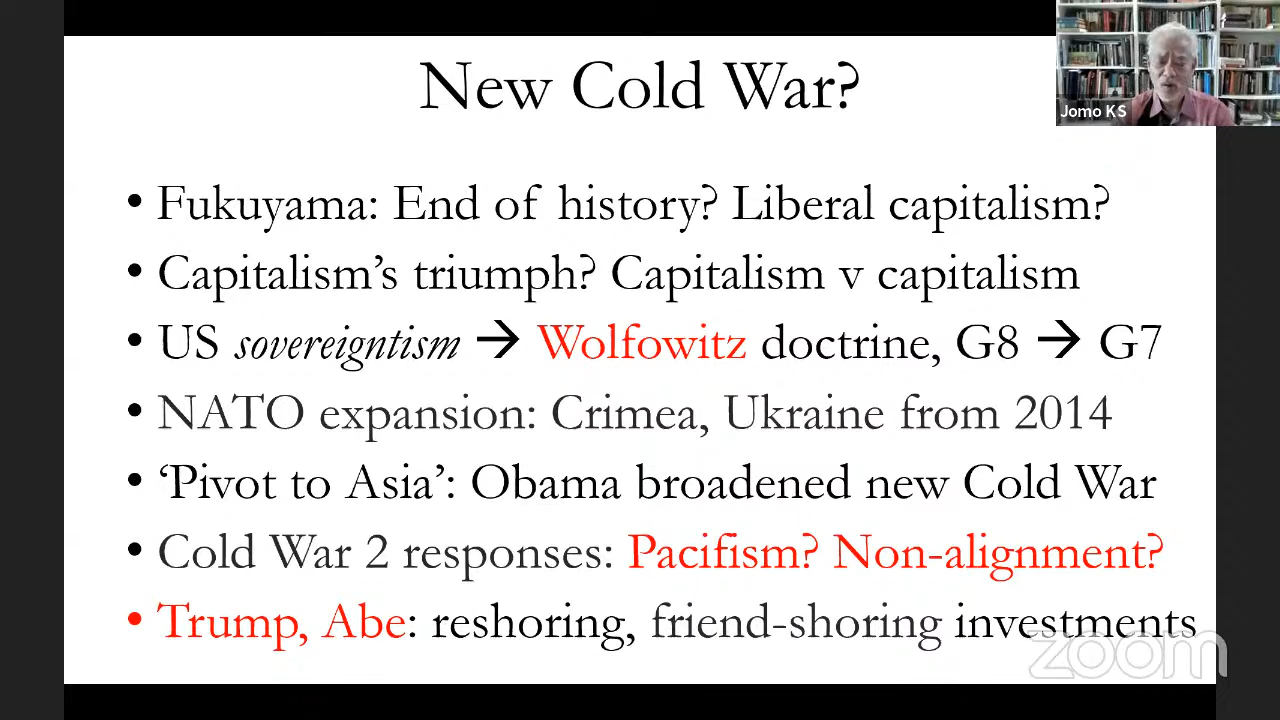 New Cold War?
Jomo KS
• Fukuyama: End of history? Liberal capitalism?
• Capitalism’s triumph? Capitalism v capitalism
• US sovereigntism → Wolfowitz doctrine, G8 → G7
• NATO expansion: Crimea, Ukraine from 2014
• ‘Pivot to Asia’: Obama broadened new Cold War
• Cold War 2 responses: Pacifism? Non-alignment?
• Trump, Abe: reshoring, friend-shoring investments
zoom